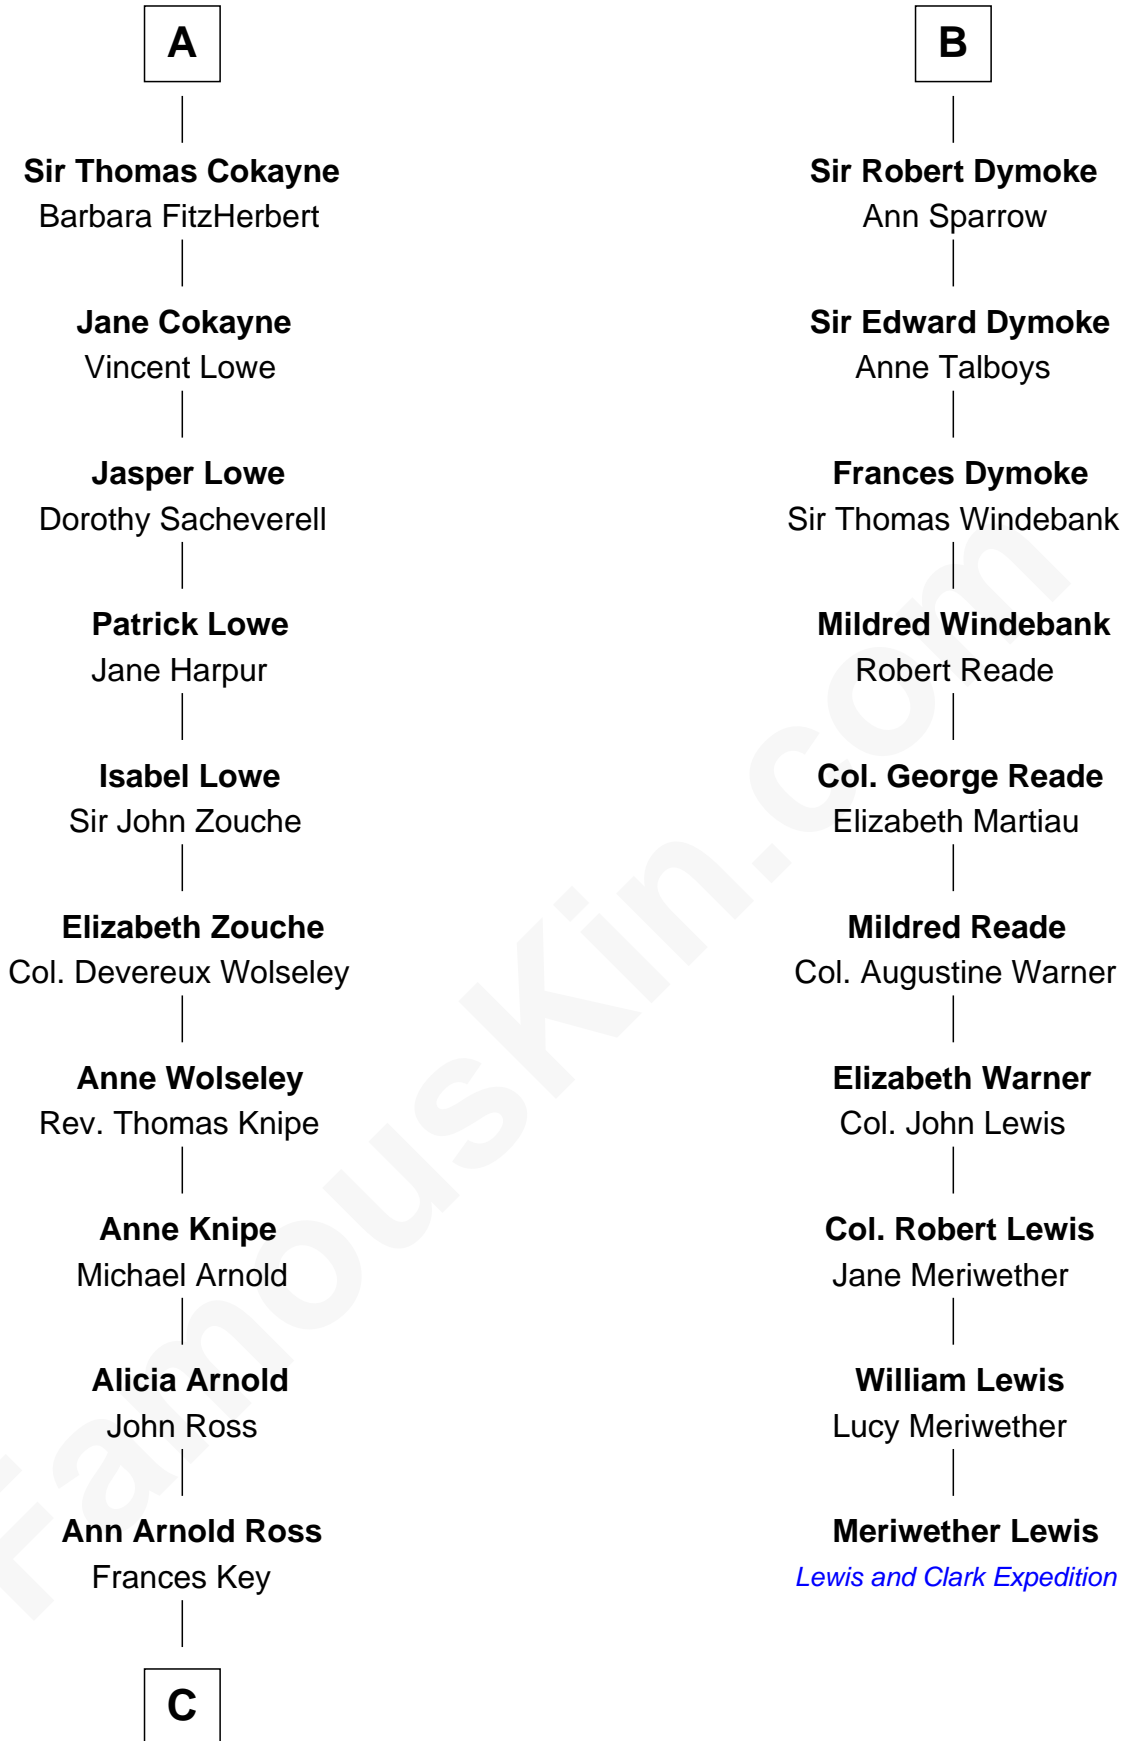 A
Sir Thomas Cokayne
Barbara FitzHerbert
Jane Cokayne
Vincent Lowe
Jasper Lowe
Dorothy Sacheverell
Patrick Lowe
Jane Harpur
Isabel Lowe
Sir John Zouche
Elizabeth Zouche
Col. Devereux Wolseley
Anne Wolseley
Rev. Thomas Knipe
Anne Knipe
Michael Arnold
Alicia Arnold
John Ross
Ann Arnold Ross
Frances Key
C
B
Sir Robert Dymoke
Ann Sparrow
Sir Edward Dymoke
Anne Talboys
Frances Dymoke
Sir Thomas Windebank
Mildred Windebank
Robert Reade
Col. George Reade
Elizabeth Martiau
Mildred Reade
Col. Augustine Warner
Elizabeth Warner
Col. John Lewis
Col. Robert Lewis
Jane Meriwether
William Lewis
Lucy Meriwether
Meriwether Lewis
Lewis and Clark Expedition
FamousKin.com